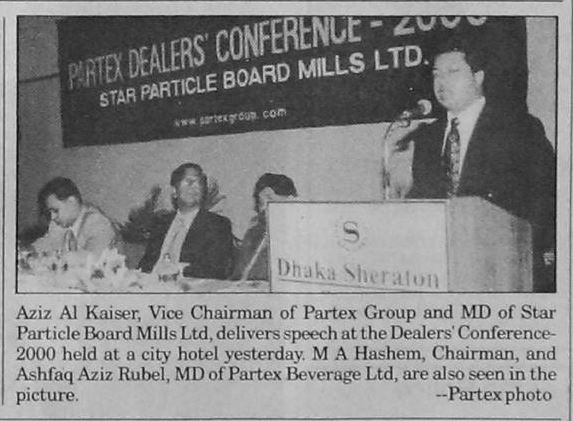 PARTEX DEALERS' CONFERENCE - 2000
STAR PARTICLE BOARD MILLS LTD.
www.partexgroup.com
S
Dhaka Sheraton
Aziz Al Kaiser, Vice Chairman of Partex Group and MD of Star
Particle Board Mills Ltd, delivers speech at the Dealers' Conference-
2000 held at a city hotel yesterday. M A Hashem, Chairman, and
Ashfaq Aziz Rubel, MD of Partex Beverage Ltd, are also seen in the
picture. --Partex photo